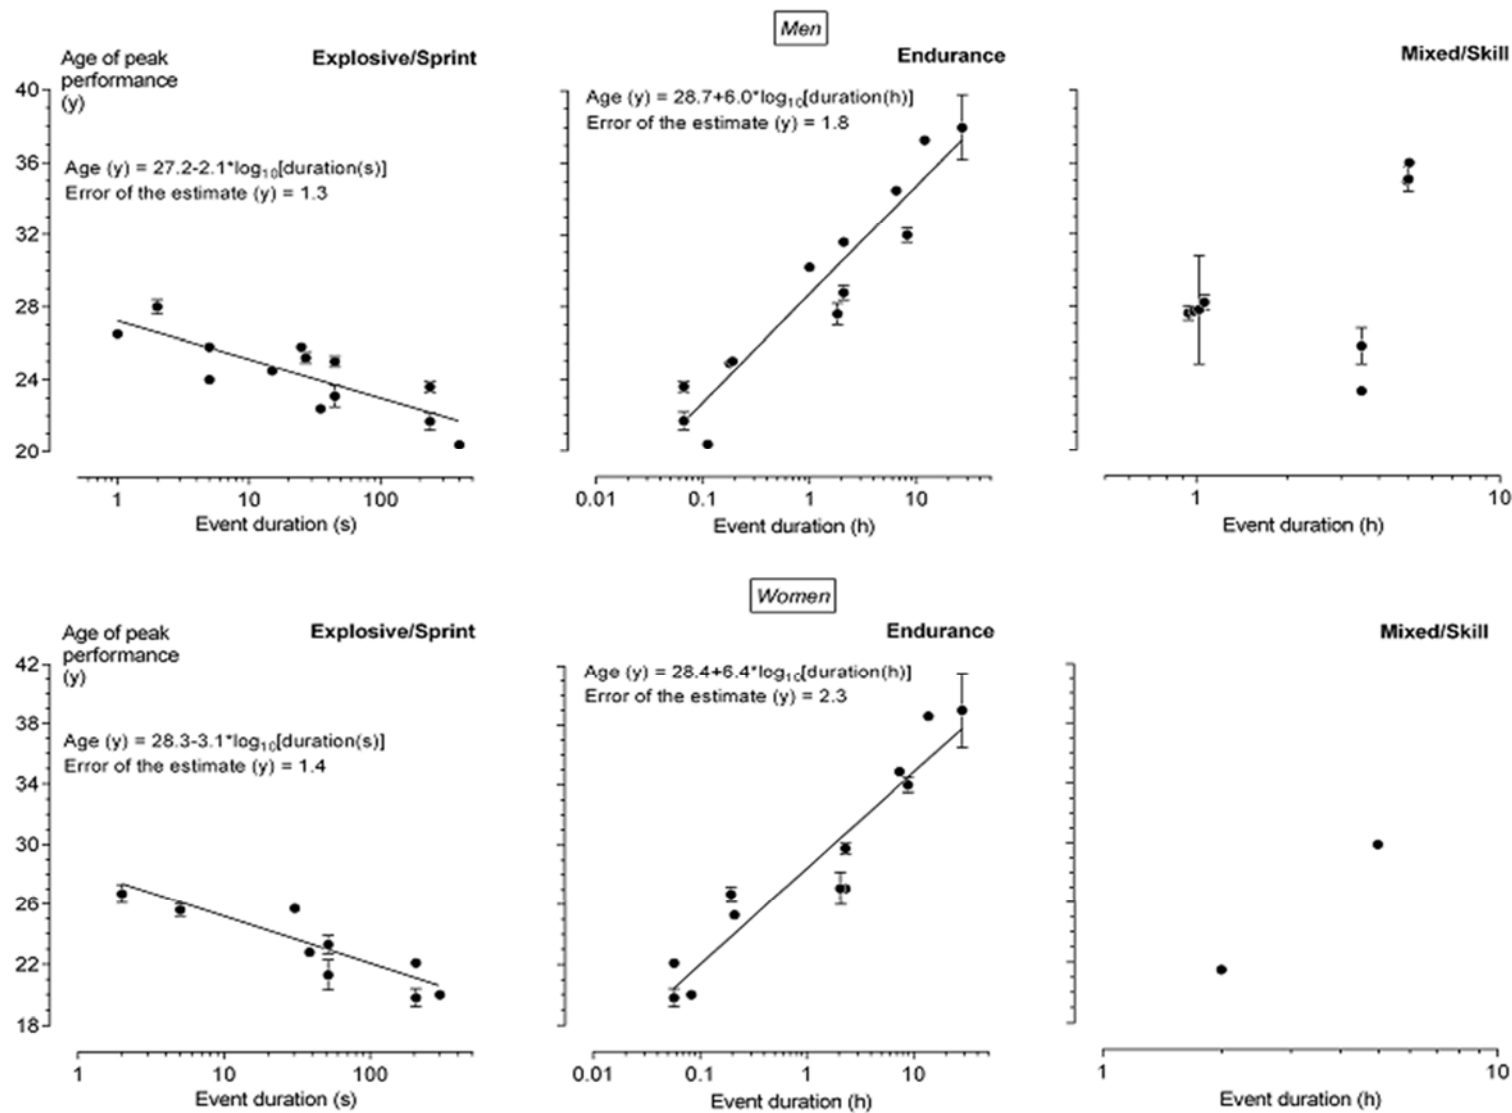 Men
Age of peak
performance
(y)
Explosive/Sprint
Endurance
Mixed/Skill
40
36
32
28
24
20
Age (y) = 27.2-2.1*log10[duration(s)]
Error of the estimate (y) = 1.3
Age (y) = 28.7+6.0*log10[duration(h)]
Error of the estimate (y) = 1.8
1 10 100
Event duration (s)
0.01 0.1 1 10
Event duration (h)
1 10
Event duration (h)
Women
Age of peak
performance
(y)
Explosive/Sprint
Endurance
Mixed/Skill
42
38
34
30
26
22
18
Age (y) = 28.3-3.1*log10[duration(s)]
Error of the estimate (y) = 1.4
Age (y) = 28.4+6.4*log10[duration(h)]
Error of the estimate (y) = 2.3
1 10 100
Event duration (s)
0.01 0.1 1 10
Event duration (h)
1 10
Event duration (h)